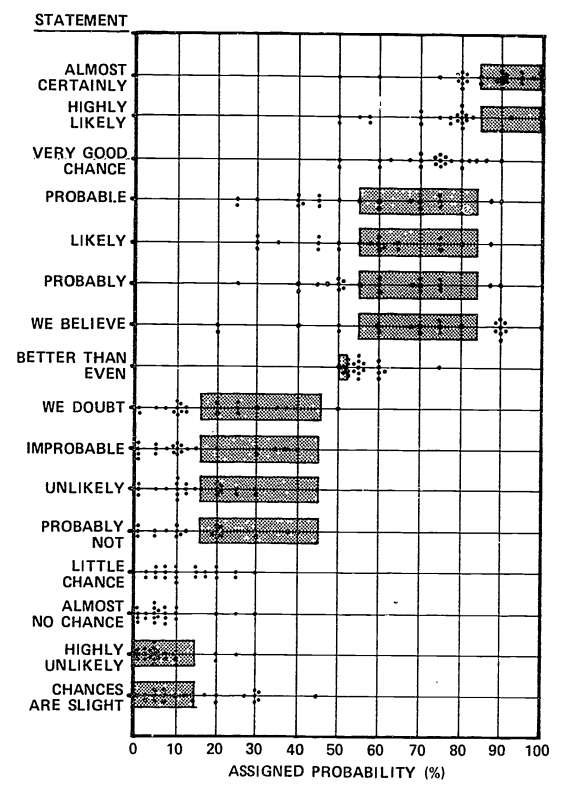 STATEMENT
ALMOST
CERTAINLY
HIGHLY
LIKELY
VERY GOOD
CHANCE
PROBABLE
LIKELY
PROBABLY
WE BELIEVE
BETTER THAN
EVEN
WE DOUBT
IMPROBABLE
UNLIKELY
PROBABLY
NOT
LITTLE
CHANCE
ALMOST
NO CHANCE
HIGHLY
UNLIKELY
CHANCES
ARE SLIGHT
0 10 20 30 40 50 60 70 80 90 100
ASSIGNED PROBABILITY (%)